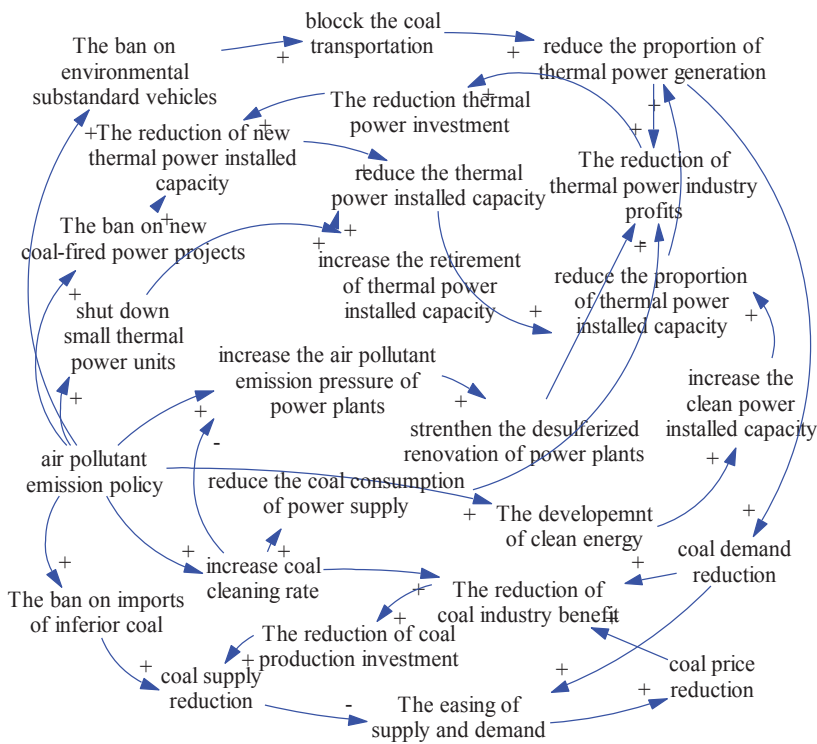 blocck the coal
transportation
The ban on
environmental
substandard vehicles
reduce the proportion of
thermal power generation
The reduction thermal
power investment
The reduction of new
thermal power installed
capacity
The reduction of
thermal power industry
profits
reduce the thermal
power installed capacity
The ban on new
coal-fired power projects
increase the retirement
of thermal power
installed capacity
reduce the proportion
of thermal power
installed capacity
shut down
small thermal
power units
increase the air pollutant
emission pressure of
power plants
increase the
clean power
installed capacity
strenthen the desulferized
renovation of power plants
air pollutant
emission policy
reduce the coal consumption
of power supply
The developemnt
of clean energy
coal demand
reduction
increase coal
cleaning rate
The reduction of
coal industry benefit
The ban on imports
of inferior coal
The reduction of coal
production investment
coal supply
reduction
coal price
reduction
The easing of
supply and demand